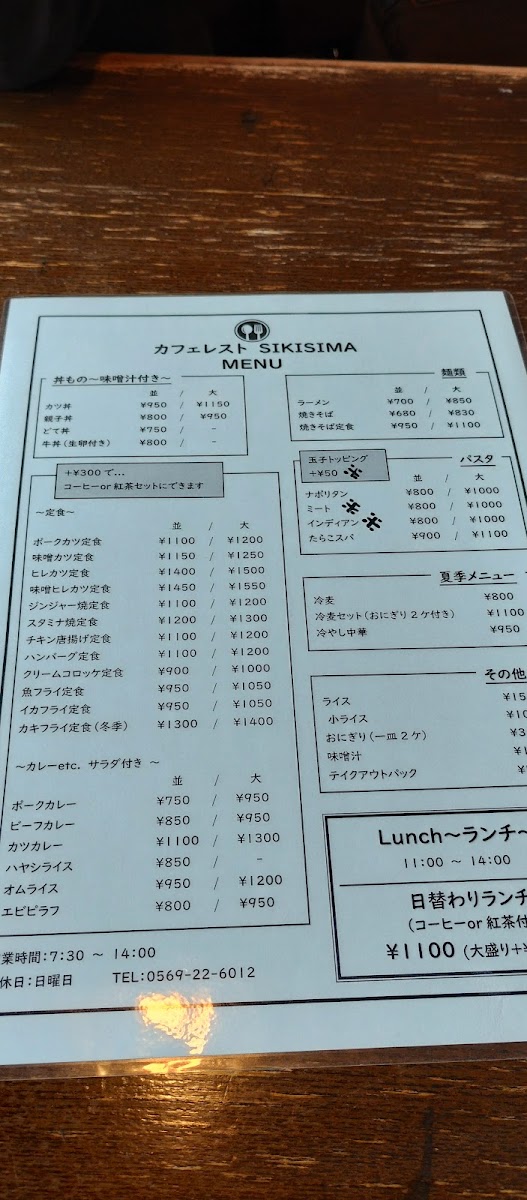 カフェレスト SIKISIMA
MENU
丼もの～味噌汁付き～
並 / 大
カツ丼 ¥950 / ¥1150
親子丼 ¥800 / ¥950
どて丼 ¥750 / -
牛丼(生卵付き) ¥800 / -
+¥300で...
コーヒーor紅茶セットにできます
～定食～
並 / 大
ポークカツ定食 ¥1100 / ¥1200
味噌カツ定食 ¥1150 / ¥1250
ヒレカツ定食 ¥1400 / ¥1500
味噌ヒレカツ定食 ¥1450 / ¥1550
ジンジャー焼定食 ¥1100 / ¥1200
スタミナ焼定食 ¥1200 / ¥1300
チキン唐揚げ定食 ¥1100 / ¥1200
ハンバーグ定食 ¥1100 / ¥1200
クリームコロッケ定食 ¥900 / ¥1000
魚フライ定食 ¥950 / ¥1050
イカフライ定食 ¥950 / ¥1050
カキフライ定食(冬季) ¥1300 / ¥1400
～カレーetc. サラダ付き ～
並 / 大
ポークカレー ¥750 / ¥950
ビーフカレー ¥850 / ¥950
カツカレー ¥1100 / ¥1300
ハヤシライス ¥850 / -
オムライス ¥950 / ¥1200
エビピラフ ¥800 / ¥950
業時間:7:30 ～ 14:00
休日:日曜日 TEL:0569-22-6012
麺類
並 / 大
ラーメン ¥700 / ¥850
焼きそば ¥680 / ¥830
焼きそば定食 ¥950 / ¥1100
玉子トッピング
+¥50 ※
パスタ
並 / 大
ナポリタン ※ ¥800 / ¥1000
ミート ※ ¥800 / ¥1000
インディアン ※ ¥800 / ¥1000
たらこスパ ¥900 / ¥1100
夏季メニュー
冷麦 ¥800
冷麦セット(おにぎり2ケ付き) ¥1100
冷やし中華 ¥950
その他
ライス
小ライス
おにぎり(一皿2ケ)
味噌汁
テイクアウトパック
Lunch～ランチ～
11:00 ～ 14:00
日替わりランチ
(コーヒーor紅茶付
¥1100 (大盛り+